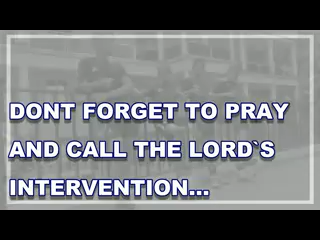 DONT FORGET TO PRAY
AND CALL THE LORD`S
INTERVENTION...